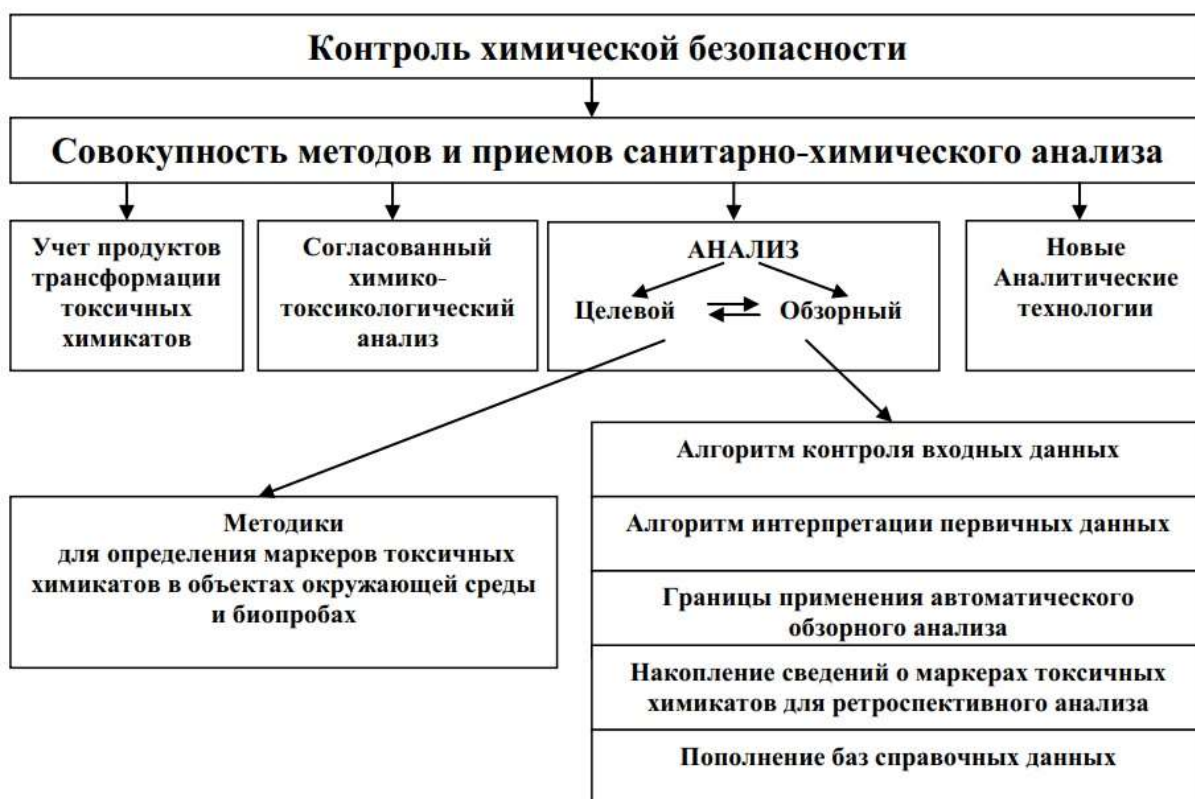 Контроль химической безопасности
Совокупность методов и приемов санитарно-химического анализа
Учет продуктов
трансформации
токсичных
химикатов
Согласованный
химико-
токсикологический
анализ
АНАЛИЗ
Целевой
Обзорный
Новые
Аналитические
технологии
Методики
для определения маркеров токсичных
химикатов в объектах окружающей среды
и биопробах
Алгоритм контроля входных данных
Алгоритм интерпретации первичных данных
Границы применения автоматического
обзорного анализа
Накопление сведений о маркерах токсичных
химикатов для ретроспективного анализа
Пополнение баз справочных данных